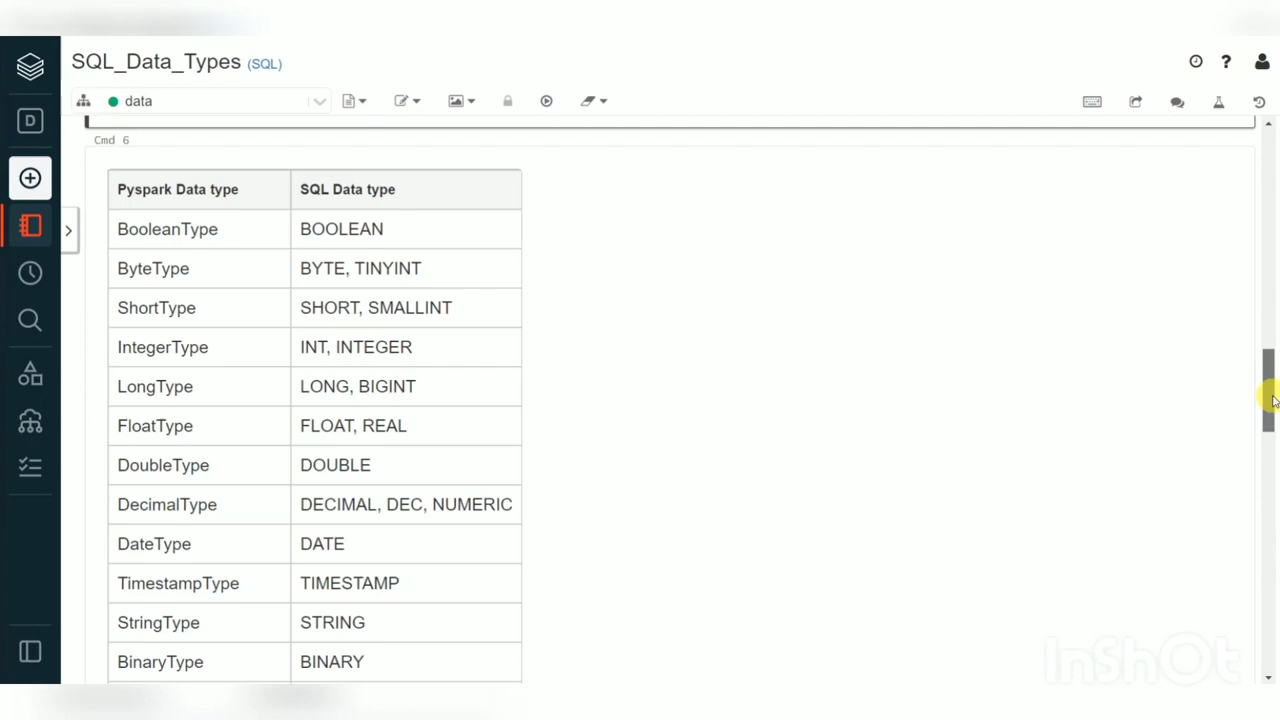 SQL_Data_Types (SQL)
data
Cmd 6
Pyspark Data type SQL Data type
BooleanType BOOLEAN
ByteType BYTE, TINYINT
ShortType SHORT, SMALLINT
IntegerType INT, INTEGER
LongType LONG, BIGINT
FloatType FLOAT, REAL
DoubleType DOUBLE
DecimalType DECIMAL, DEC, NUMERIC
DateType DATE
TimestampType TIMESTAMP
StringType STRING
BinaryType BINARY
InShOt